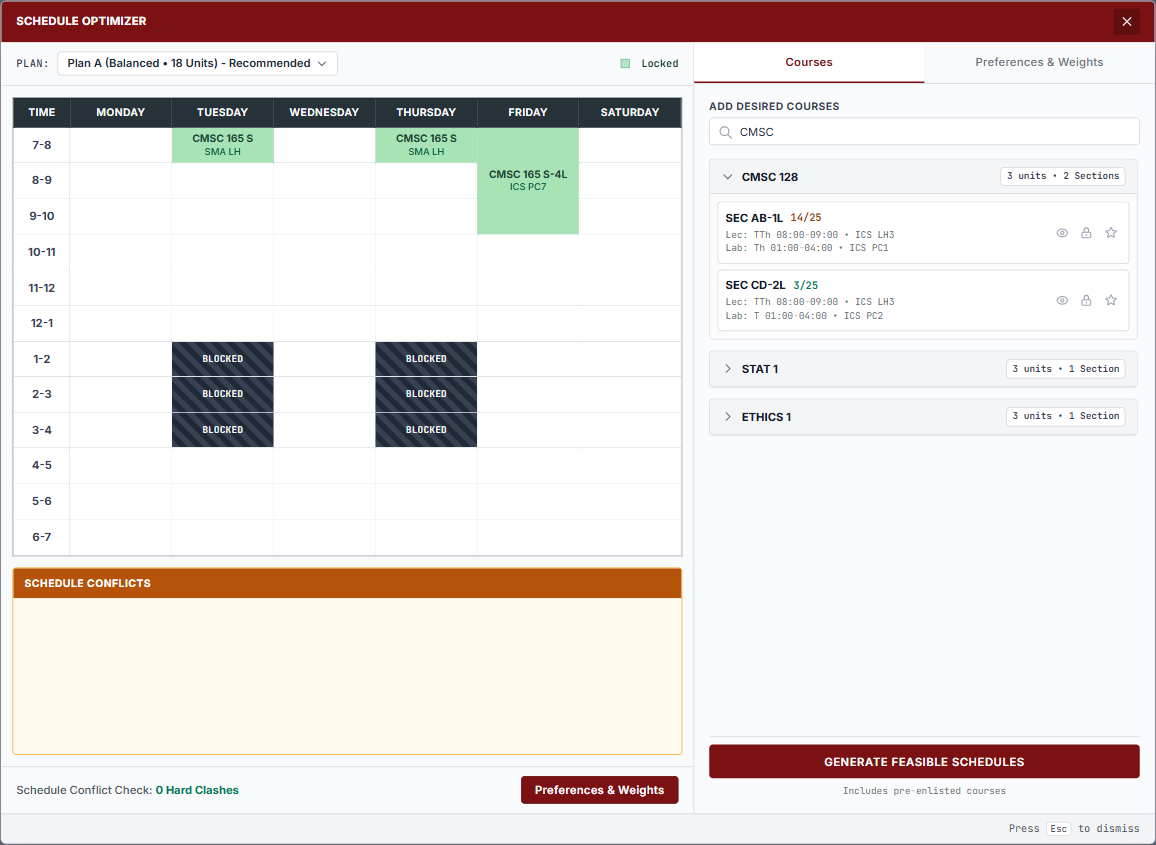 SCHEDULE OPTIMIZER
PLAN: Plan A (Balanced • 18 Units) - Recommended
Locked
TIME MONDAY TUESDAY WEDNESDAY THURSDAY FRIDAY SATURDAY
7-8
CMSC 165 S
SMA LH
CMSC 165 S
SMA LH
8-9
CMSC 165 S-4L
ICS PC7
9-10
10-11
11-12
12-1
1-2 BLOCKED BLOCKED
2-3 BLOCKED BLOCKED
3-4 BLOCKED BLOCKED
4-5
5-6
6-7
SCHEDULE CONFLICTS
Schedule Conflict Check: 0 Hard Clashes
Preferences & Weights
Courses
Preferences & Weights
ADD DESIRED COURSES
CMSC
CMSC 128
3 units • 2 Sections
SEC AB-1L 14/25
Lec: TTh 08:00-09:00 • ICS LH3
Lab: Th 01:00-04:00 • ICS PC1
SEC CD-2L 3/25
Lec: TTh 08:00-09:00 • ICS LH3
Lab: T 01:00-04:00 • ICS PC2
STAT 1
3 units • 1 Section
ETHICS 1
3 units • 1 Section
GENERATE FEASIBLE SCHEDULES
Includes pre-enlisted courses
Press Esc to dismiss